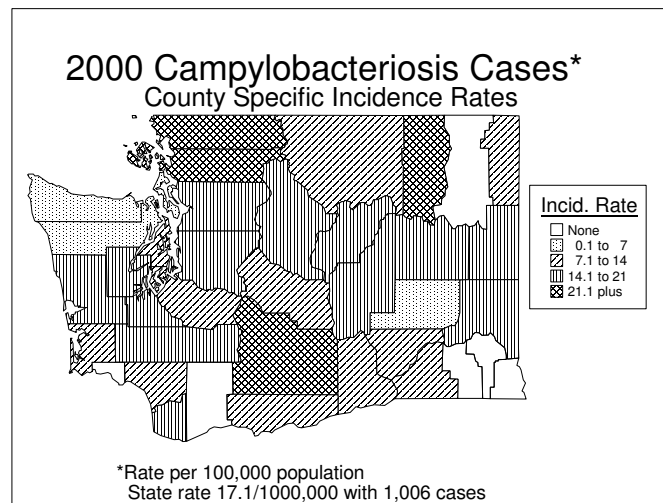 2000 Campylobacteriosis Cases*
County Specific Incidence Rates
Incid. Rate
None
0.1 to 7
7.1 to 14
14.1 to 21
21.1 plus
*Rate per 100,000 population
State rate 17.1/1000,000 with 1,006 cases